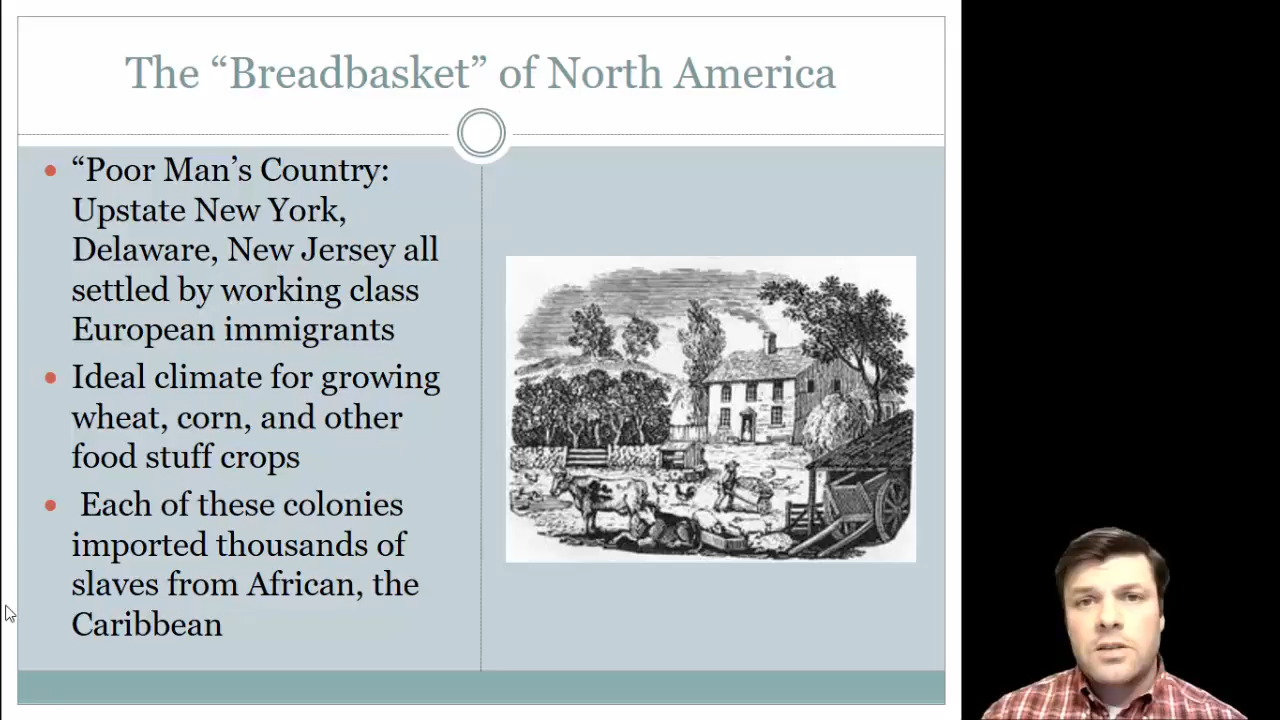 The “Breadbasket” of North America
“Poor Man’s Country:
Upstate New York,
Delaware, New Jersey all
settled by working class
European immigrants
Ideal climate for growing
wheat, corn, and other
food stuff crops
Each of these colonies
imported thousands of
slaves from African, the
Caribbean